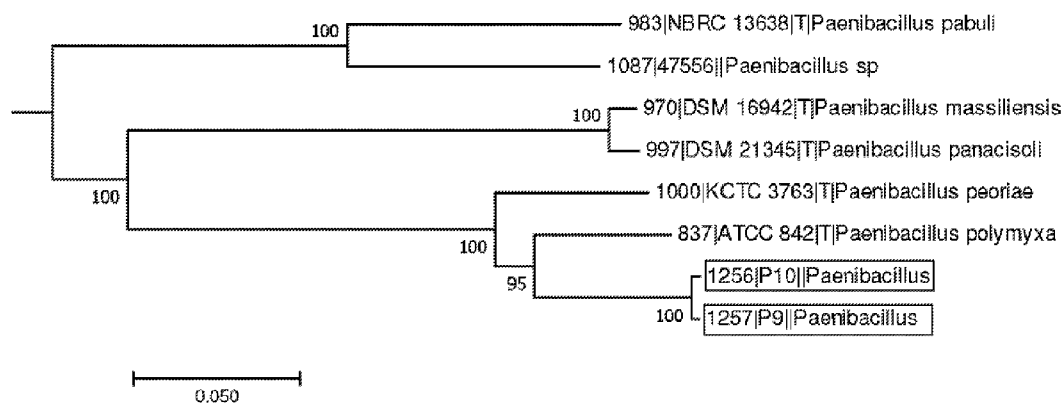 100
983|NBRC 13638|T|Paenibacillus pabuli
1087|47556||Paenibacillus sp
100
970|DSM 16942|T|Paenibacillus massiliensis
997|DSM 21345|T|Paenibacillus panacisoli
100
1000|KCTC 3763|T|Paenibacillus peoriae
100
837|ATCC 842|T|Paenibacillus polymyxa
95
1256|P10||Paenibacillus
100
1257|P9||Paenibacillus
0.050